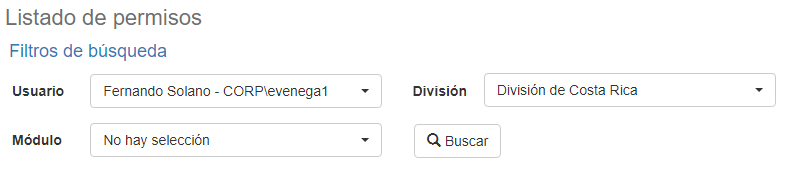 Listado de permisos
Filtros de búsqueda
Usuario Fernando Solano - CORP\evenega1 División División de Costa Rica
Módulo No hay selección Buscar